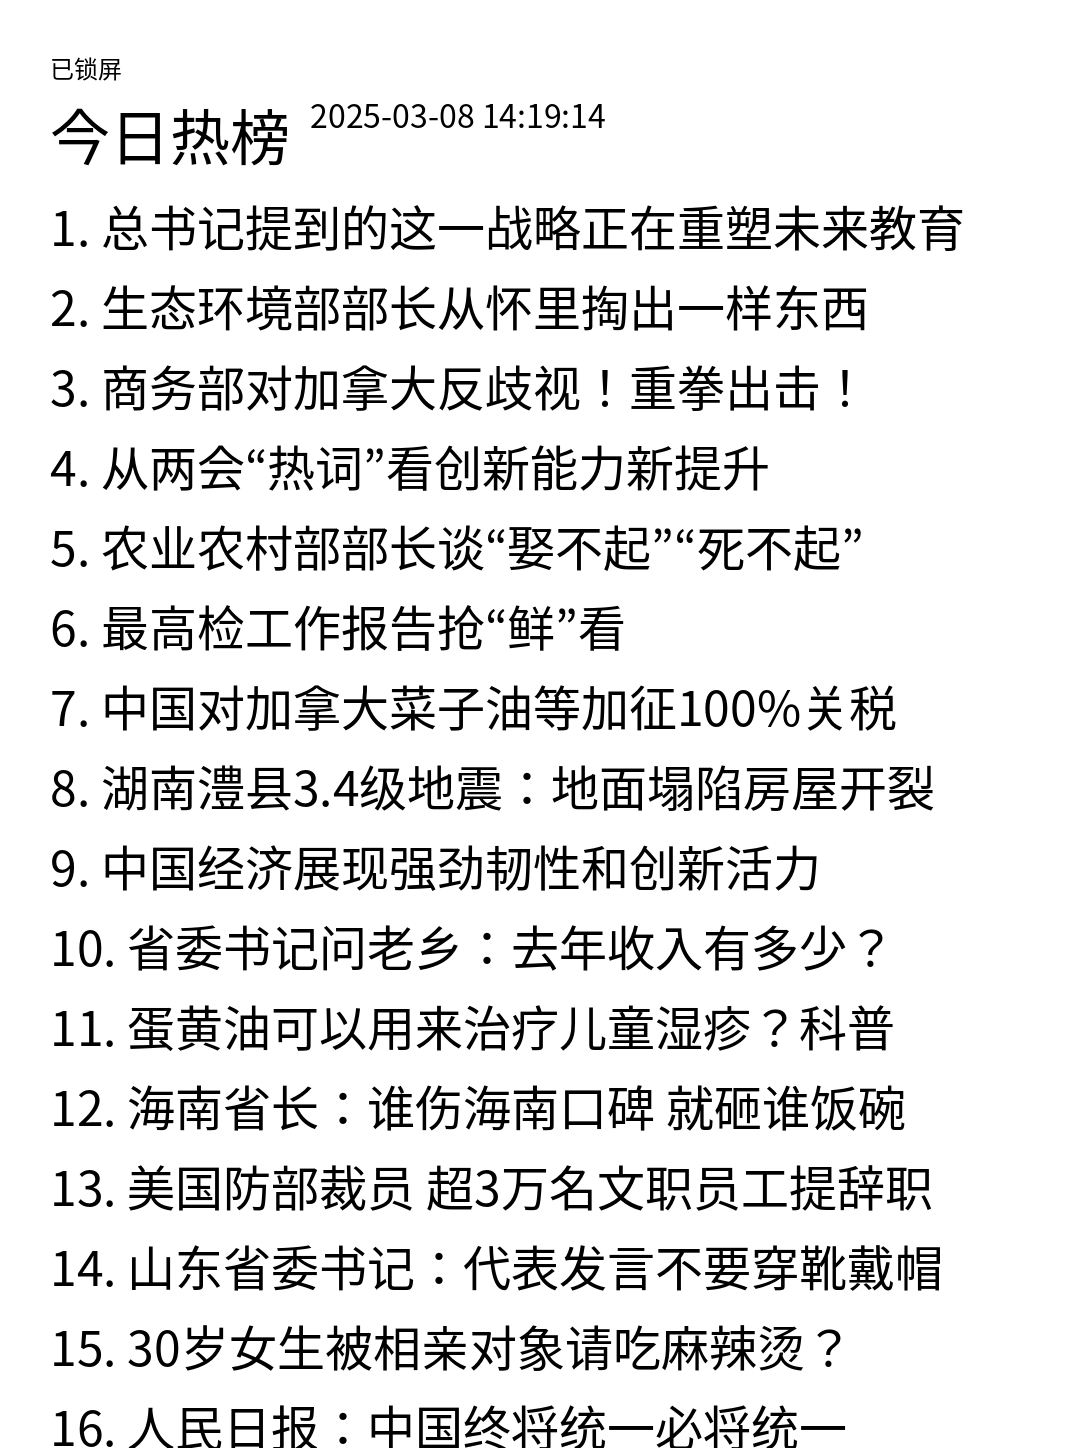 已锁屏
今日热榜 2025-03-08 14:19:14
1. 总书记提到的这一战略正在重塑未来教育
2. 生态环境部部长从怀里掏出一样东西
3. 商务部对加拿大反歧视！重拳出击！
4. 从两会“热词”看创新能力新提升
5. 农业农村部部长谈“娶不起”“死不起”
6. 最高检工作报告抢“鲜”看
7. 中国对加拿大菜子油等加征100%关税
8. 湖南澧县3.4级地震：地面塌陷房屋开裂
9. 中国经济展现强劲韧性和创新活力
10. 省委书记问老乡：去年收入有多少？
11. 蛋黄油可以用来治疗儿童湿疹？科普
12. 海南省长：谁伤海南口碑 就砸谁饭碗
13. 美国防部裁员 超3万名文职员工提辞职
14. 山东省委书记：代表发言不要穿靴戴帽
15. 30岁女生被相亲对象请吃麻辣烫？
16. 人民日报：中国终将统一必将统一